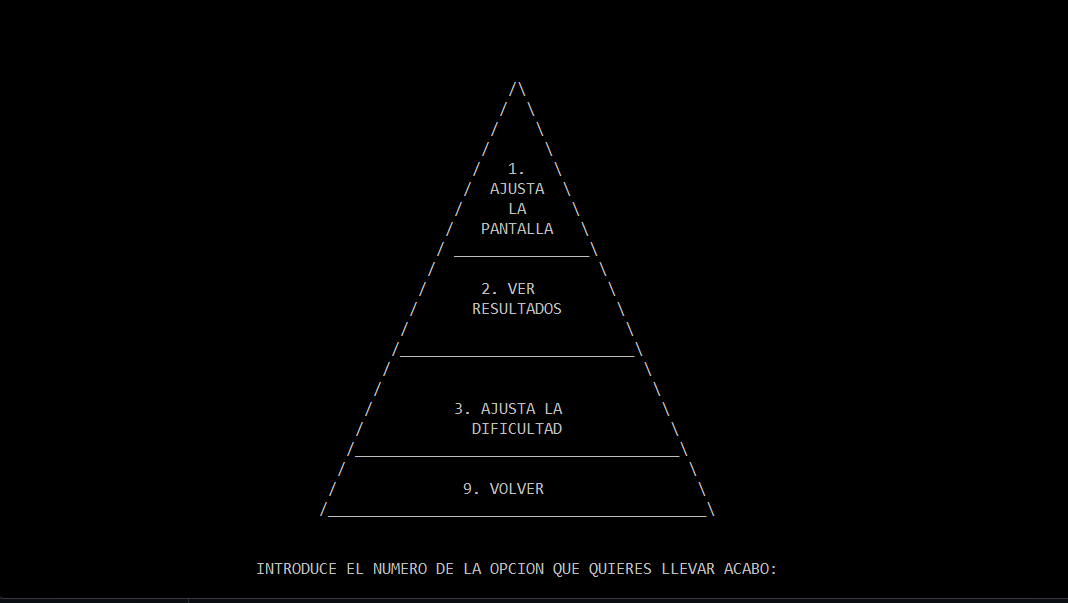 1.
AJUSTA
LA
PANTALLA
2. VER
RESULTADOS
3. AJUSTA LA
DIFICULTAD
9. VOLVER
INTRODUCE EL NUMERO DE LA OPCION QUE QUIERES LLEVAR ACABO: